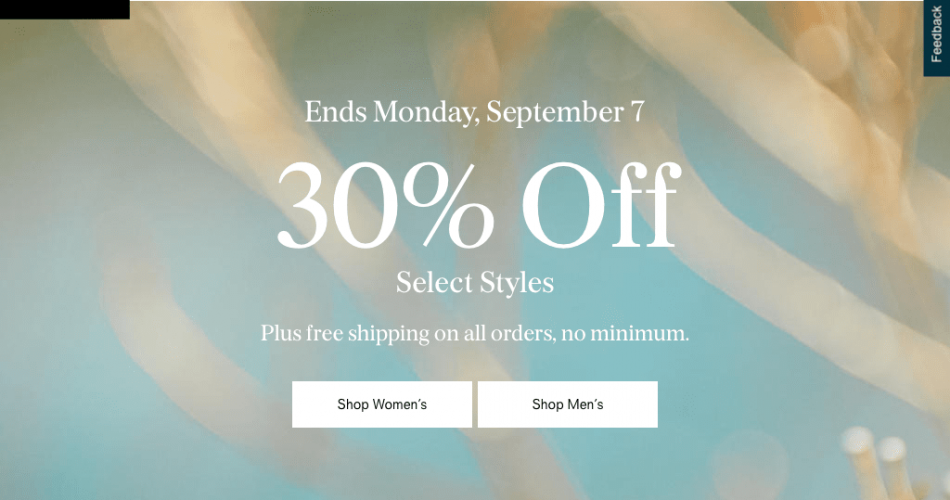 Feedback
Ends Monday, September 7
30% Off
Select Styles
Plus free shipping on all orders, no minimum.
Shop Women's
Shop Men's